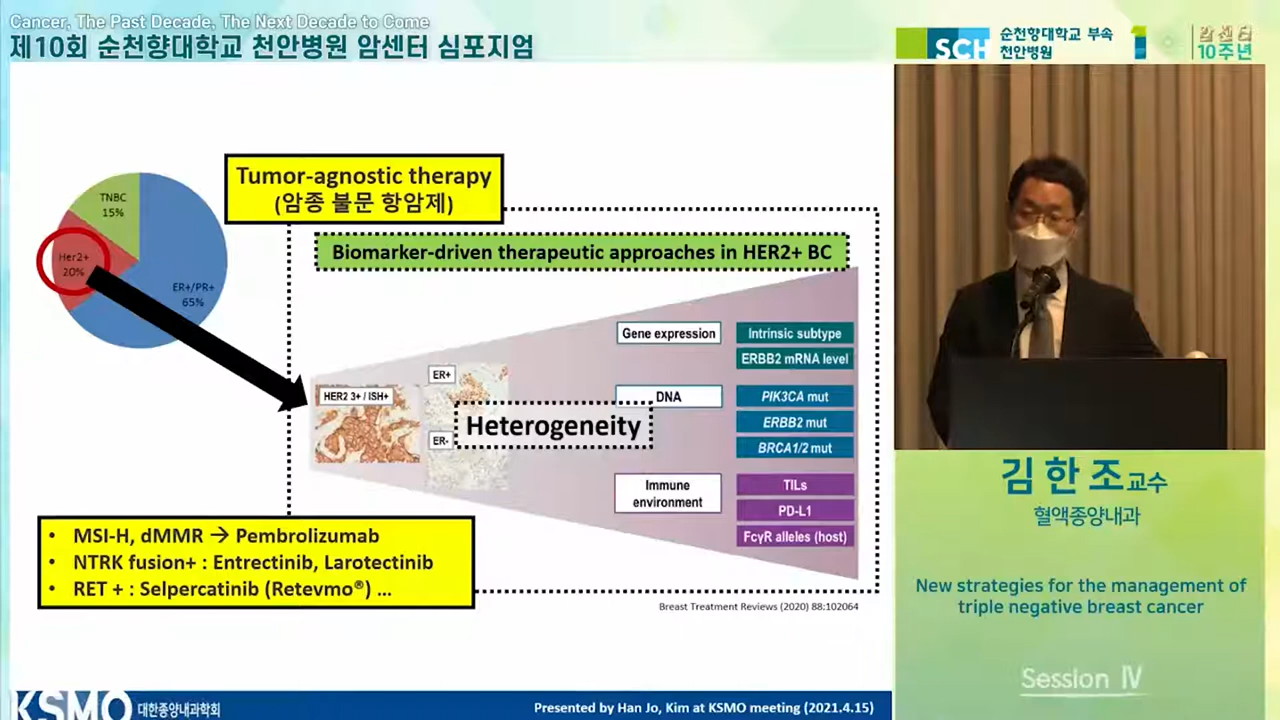 Cancer, The Past Decade, The Next Decade to Come
제10회 순천향대학교 천안병원 암센터 심포지엄
SCH
순천향대학교 부속
천안병원
암센터
10주년
TNBC
15%
Her2+
20%
ER+/PR+
65%
Tumor-agnostic therapy
(암종 불문 항암제)
Biomarker-driven therapeutic approaches in HER2+ BC
HER2 3+ / ISH+
ER+
ER-
Heterogeneity
Gene expression
Intrinsic subtype
ERBB2 mRNA level
DNA
PIK3CA mut
ERBB2 mut
BRCA1/2 mut
Immune
environment
TILs
PD-L1
FcγR alleles (host)
• MSI-H, dMMR → Pembrolizumab
• NTRK fusion+ : Entrectinib, Larotectinib
• RET + : Selpercatinib (Retevmo®) ...
Breast Treatment Reviews (2020) 88:102064
KSMO 대한종양내과학회
Presented by Han Jo, Kim at KSMO meeting (2021.4.15)
김 한 조 교수
혈액종양내과
New strategies for the management of
triple negative breast cancer
Session Ⅳ